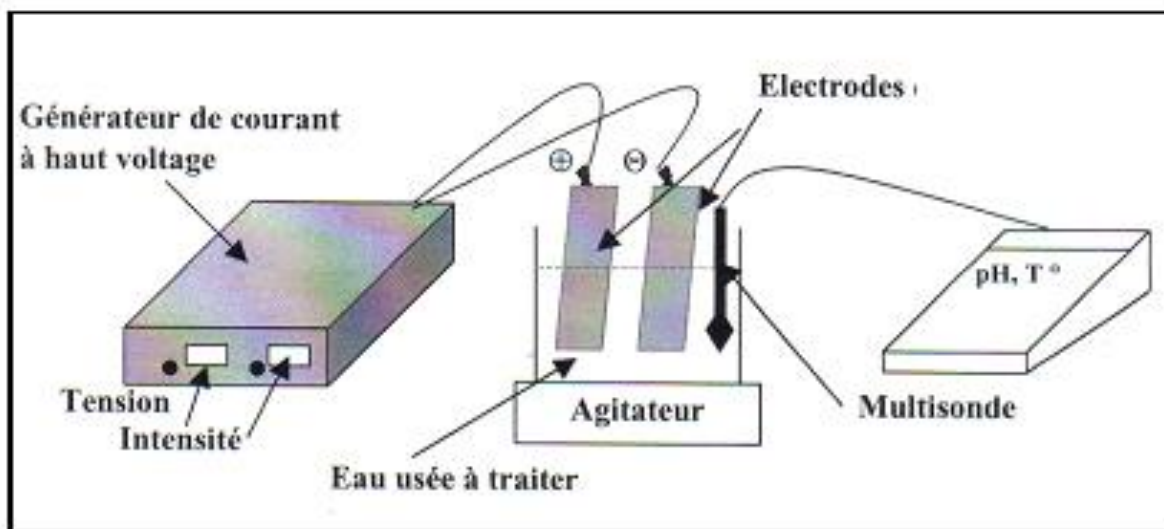 Electrodes
Générateur de courant
à haut voltage
⊕
⊖
pH, T °
Tension
Intensité
Agitateur
Multisonde
Eau usée à traiter